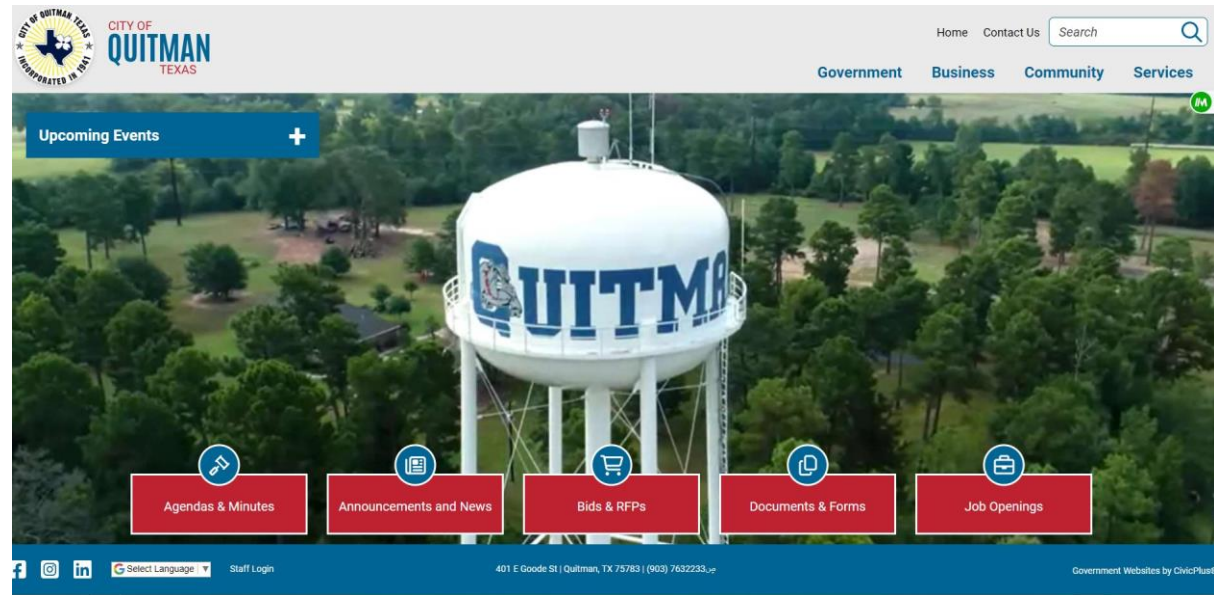 CITY OF QUITMAN, TEXAS
INCORPORATED IN 1941
CITY OF
QUITMAN
TEXAS
Home Contact Us Search
Government Business Community Services
Upcoming Events
QUITMA
Agendas & Minutes Announcements and News Bids & RFPs Documents & Forms Job Openings
Select Language ▼ Staff Login 401 E Goode St | Quitman, TX 75783 | (903) 7632233 Government Websites by CivicPlus®